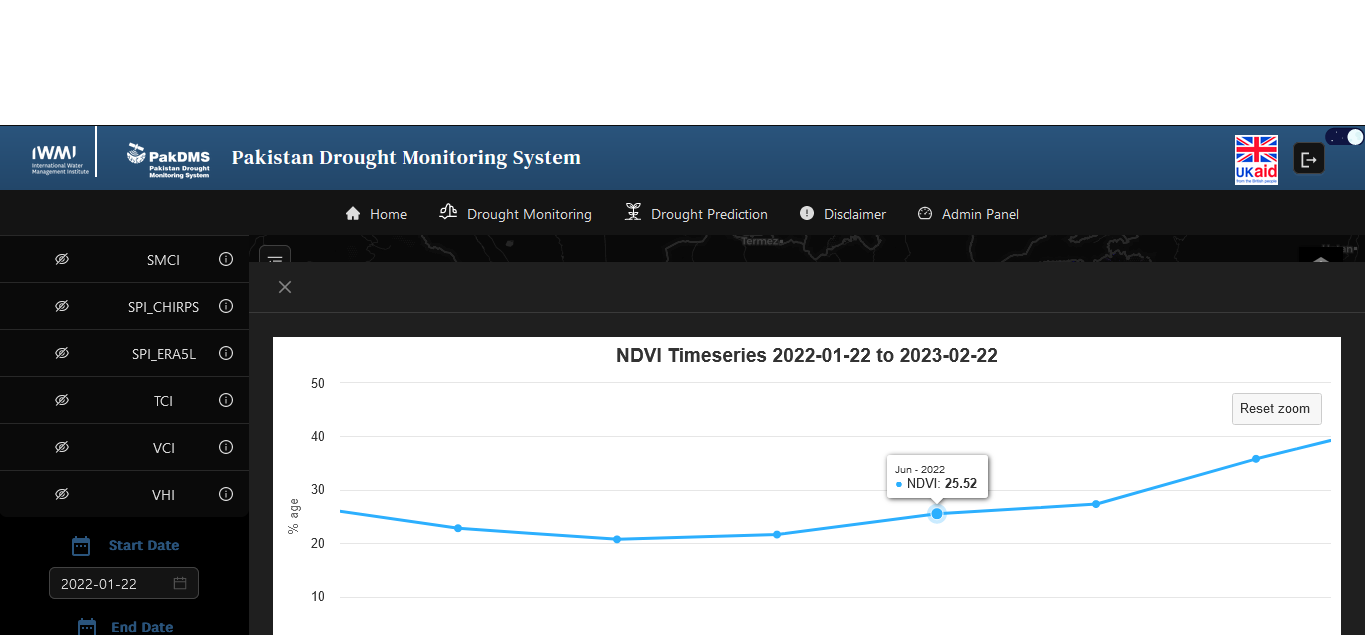 IWMI
International Water
Management Institute
PakDMS
Pakistan Drought
Monitoring System
Pakistan Drought Monitoring System
UKaid
from the British people
Home
Drought Monitoring
Drought Prediction
Disclaimer
Admin Panel
SMCI
SPI_CHIRPS
SPI_ERA5L
TCI
VCI
VHI
Start Date
2022-01-22
End Date
Termez
NDVI Timeseries 2022-01-22 to 2023-02-22
Reset zoom
50
40
30
20
10
% age
Jun - 2022
NDVI: 25.52